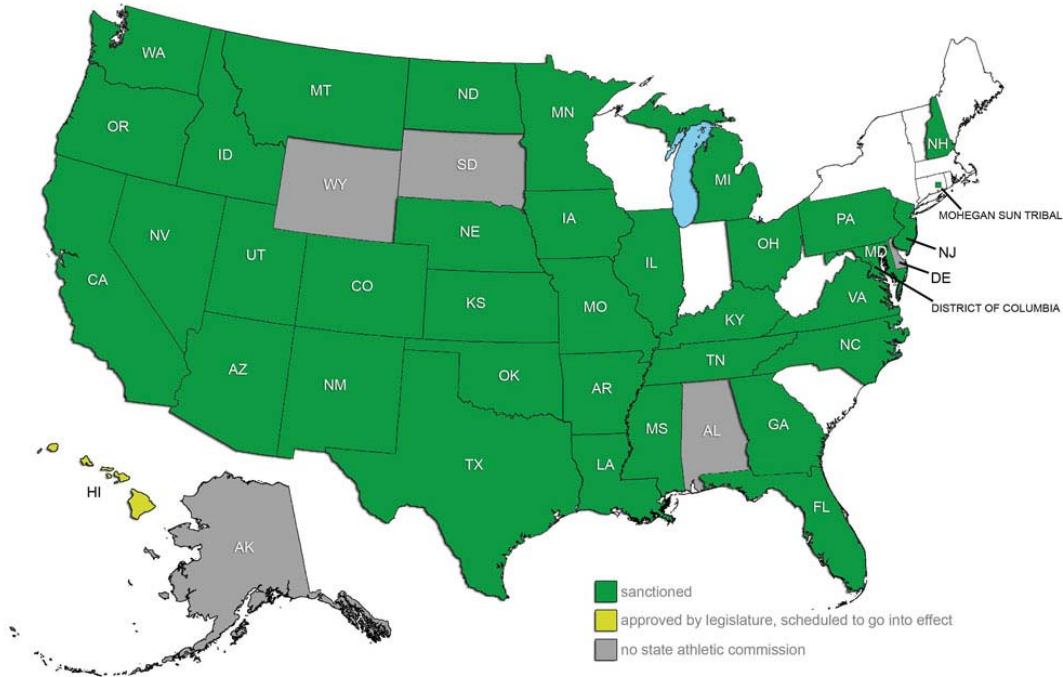 WA
MT
ND
MN
OR
ID
SD
WY
NH
MI
MOHEGAN SUN TRIBAL
IA
PA
NE
NV
OH
NJ
UT
IL
MD
DE
CA
CO
VA
DISTRICT OF COLUMBIA
KS
MO
KY
NC
TN
AZ
OK
NM
AR
MS
AL
GA
TX
LA
HI
FL
AK
sanctioned
approved by legislature, scheduled to go into effect
no state athletic commission